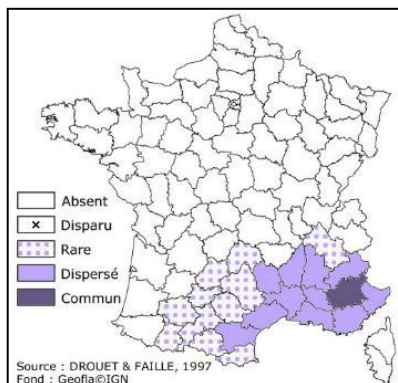 Absent
Disparu
Rare
Dispersé
Commun
Source : DROUET & FAILLE, 1997
Fond : Geofla©IGN